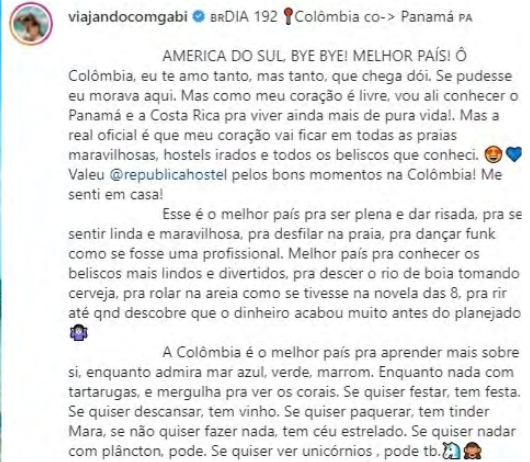 viajandocomgabi BRDIA 192 📍Colômbia co-> Panamá PA
AMERICA DO SUL, BYE BYE! MELHOR PAÍS! Ô
Colômbia, eu te amo tanto, mas tanto, que chega dói. Se pudesse
eu morava aqui. Mas como meu coração é livre, vou ali conhecer o
Panamá e a Costa Rica pra viver ainda mais de pura vida!. Mas a
real oficial é que meu coração vai ficar em todas as praias
maravilhosas, hostels irados e todos os beliscos que conheci. 😍💙
Valeu @republicahostel pelos bons momentos na Colômbia! Me
senti em casa!
Esse é o melhor país pra ser plena e dar risada, pra se
sentir linda e maravilhosa, pra desfilar na praia, pra dançar funk
como se fosse uma profissional. Melhor país pra conhecer os
beliscos mais lindos e divertidos, pra descer o rio de boia tomando
cerveja, pra rolar na areia como se tivesse na novela das 8, pra rir
até qnd descobre que o dinheiro acabou muito antes do planejado
🤷‍♀️
A Colômbia é o melhor país pra aprender mais sobre
si, enquanto admira mar azul, verde, marrom. Enquanto nada com
tartarugas, e mergulha pra ver os corais. Se quiser festar, tem festa.
Se quiser descansar, tem vinho. Se quiser paquerar, tem tinder
Mara, se não quiser fazer nada, tem céu estrelado. Se quiser nadar
com plâncton, pode. Se quiser ver unicórnios , pode tb.🦄🙈